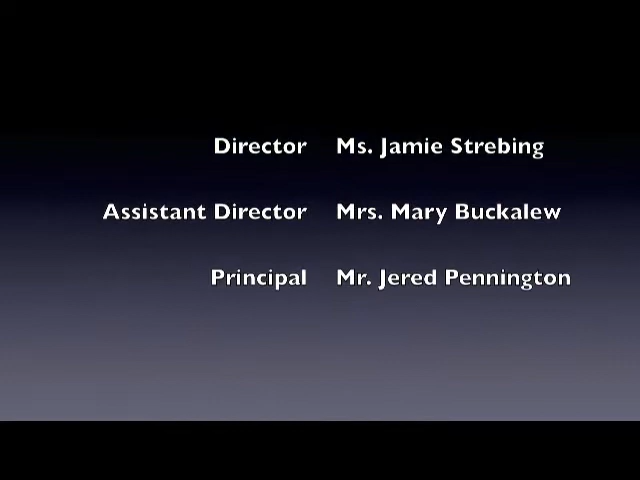 Director Ms. Jamie Strebing
Assistant Director Mrs. Mary Buckalew
Principal Mr. Jered Pennington